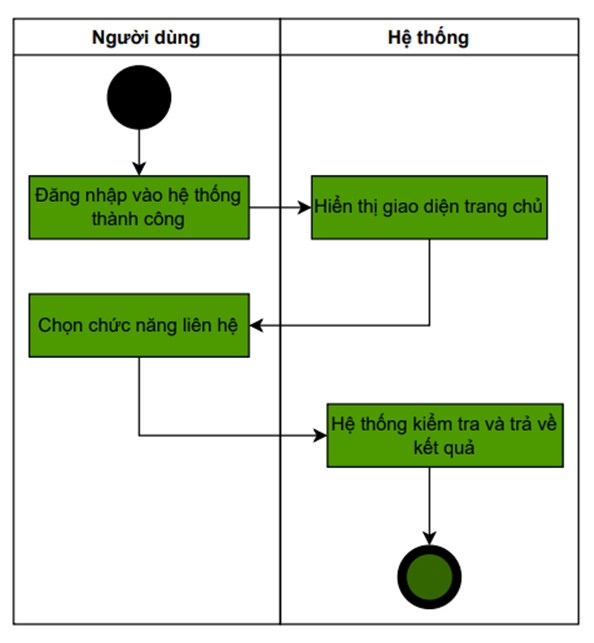 Người dùng
Hệ thống
Đăng nhập vào hệ thống
thành công
Hiển thị giao diện trang chủ
Chọn chức năng liên hệ
Hệ thống kiểm tra và trả về
kết quả